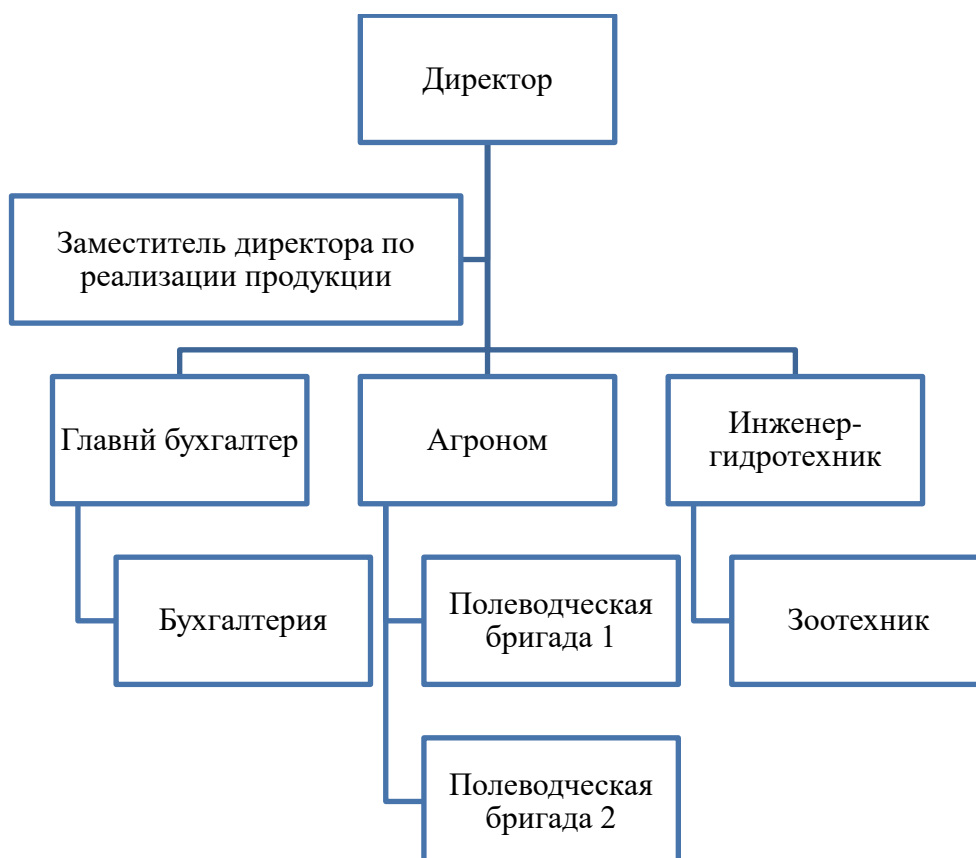 Директор
Заместитель директора по
реализации продукции
Главнй бухгалтер
Агроном
Инженер-
гидротехник
Бухгалтерия
Полеводческая
бригада 1
Зоотехник
Полеводческая
бригада 2